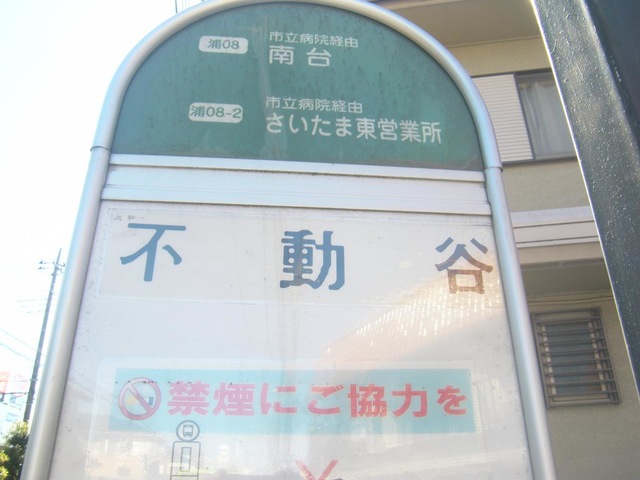 浦08 市立病院経由
南台
浦08-2 市立病院経由
さいたま東営業所
不動谷
禁煙にご協力を